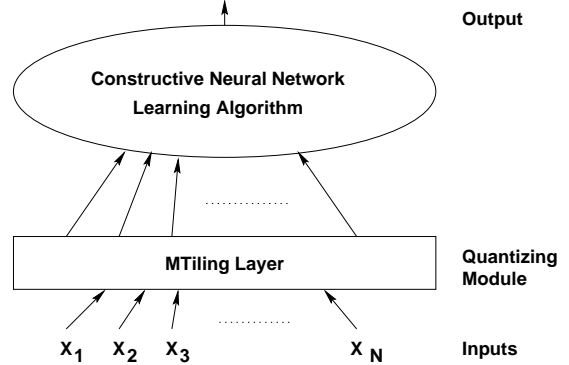 Output
Constructive Neural Network
Learning Algorithm
MTiling Layer
Quantizing
Module
X1 X2 X3 XN Inputs